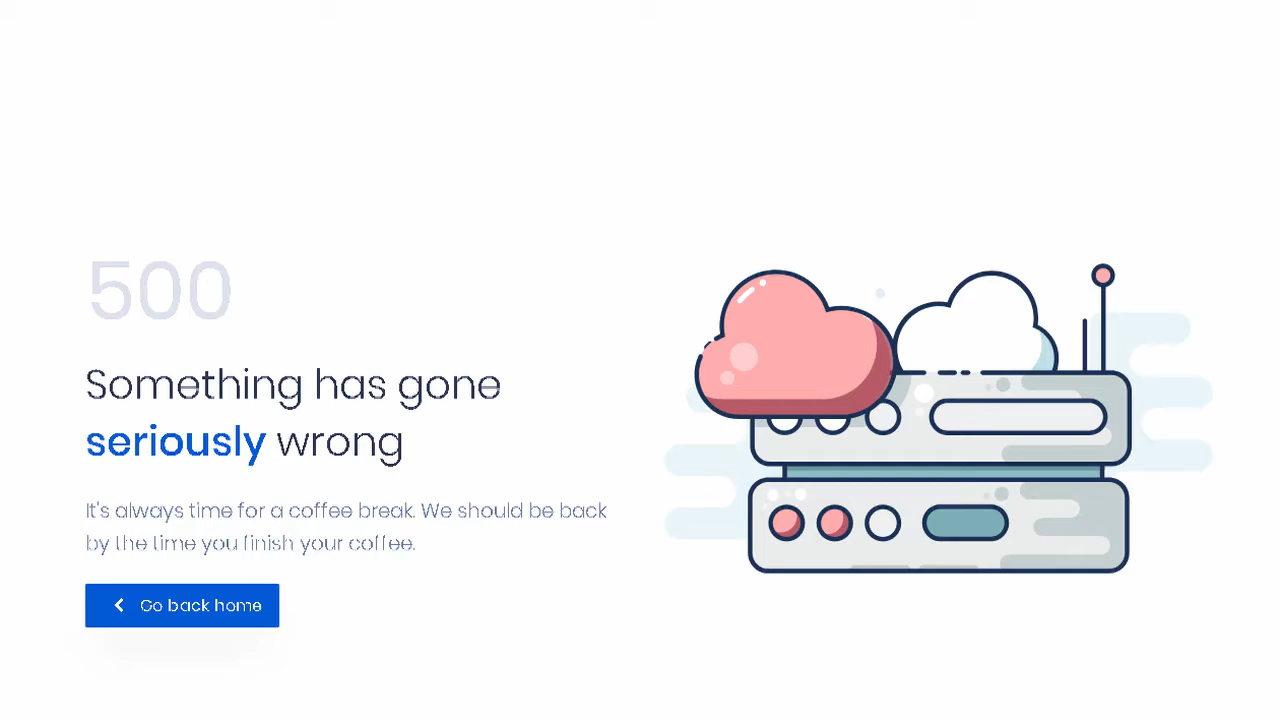 500
Something has gone
seriously wrong
It's always time for a coffee break. We should be back
by the time you finish your coffee.
Go back home